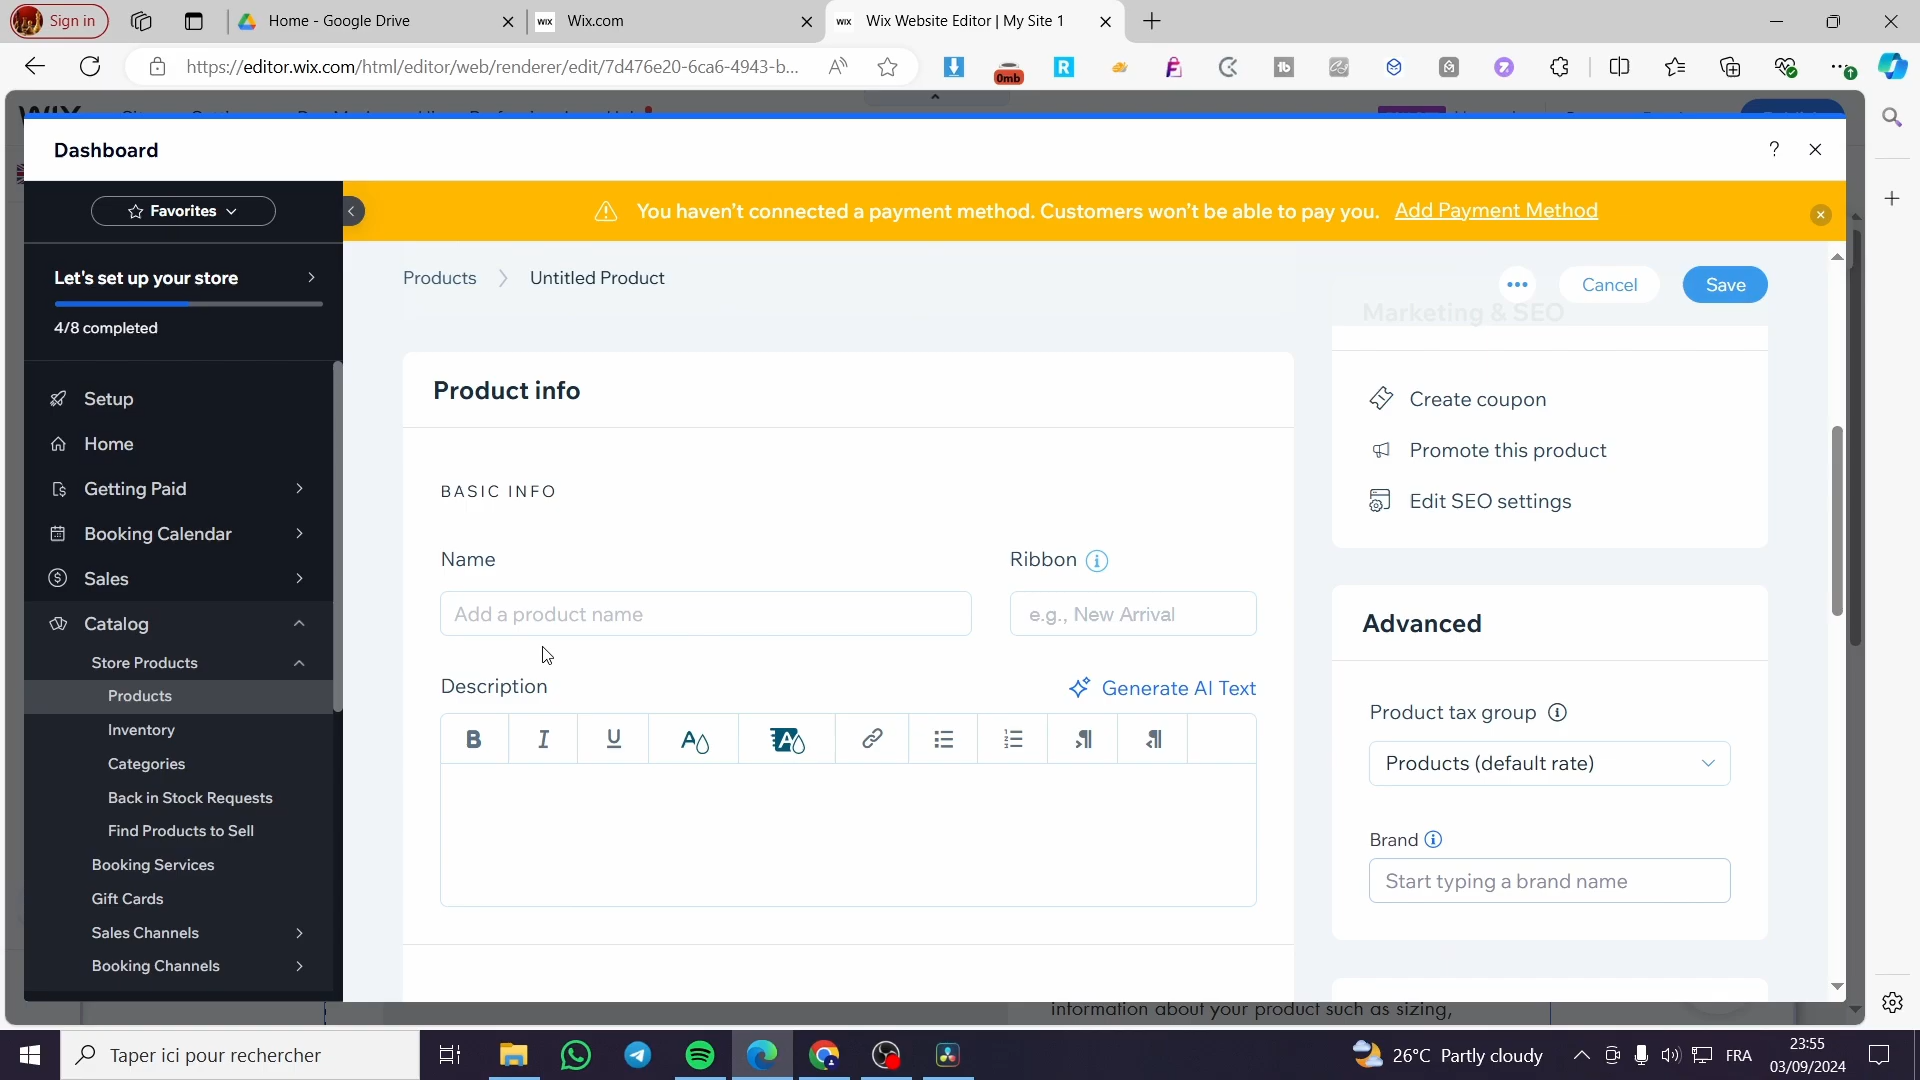 Sign in
Home - Google Drive
Wix.com
Wix Website Editor | My Site 1
https://editor.wix.com/html/editor/web/renderer/edit/7d476e20-6ca6-4943-b...
0mb
Dashboard
Favorites
You haven't connected a payment method. Customers won't be able to pay you. Add Payment Method
Let's set up your store
4/8 completed
Products
Untitled Product
Cancel
Save
Marketing & SEO
Setup
Home
Getting Paid
Booking Calendar
Sales
Catalog
Store Products
Products
Inventory
Categories
Back in Stock Requests
Find Products to Sell
Booking Services
Gift Cards
Sales Channels
Booking Channels
Product info
BASIC INFO
Name
Ribbon
Add a product name
e.g., New Arrival
Description
Generate AI Text
Create coupon
Promote this product
Edit SEO settings
Advanced
Product tax group
Products (default rate)
Brand
Start typing a brand name
information about your product such as sizing,
Taper ici pour rechercher
26°C Partly cloudy
FRA
23:55
03/09/2024